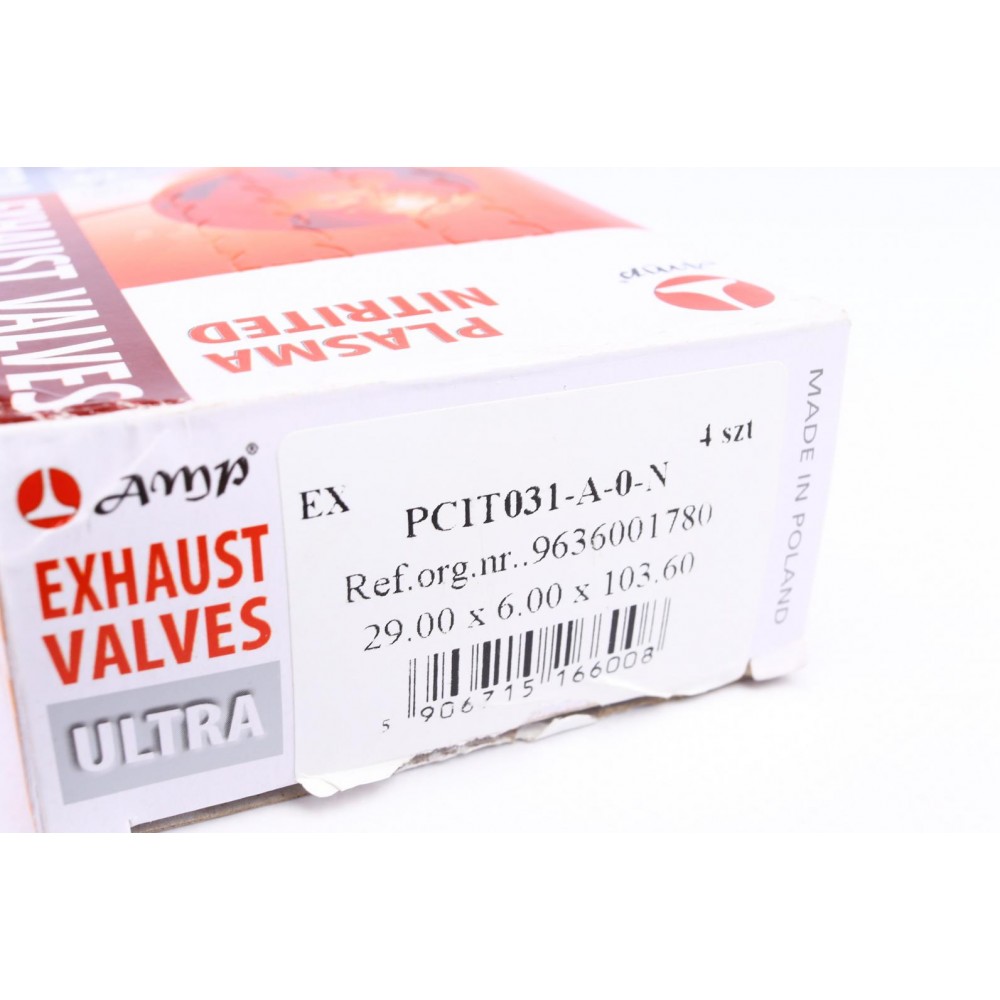 EXHAUST VALVES
PLASMA
NITRITED
AMP
AMP®
EXHAUST
VALVES
ULTRA
4 szt
EX PCIT031-A-0-N
Ref.org.nr..9636001780
29.00 x 6.00 x 103.60
5 906715 166008
MADE IN POLAND